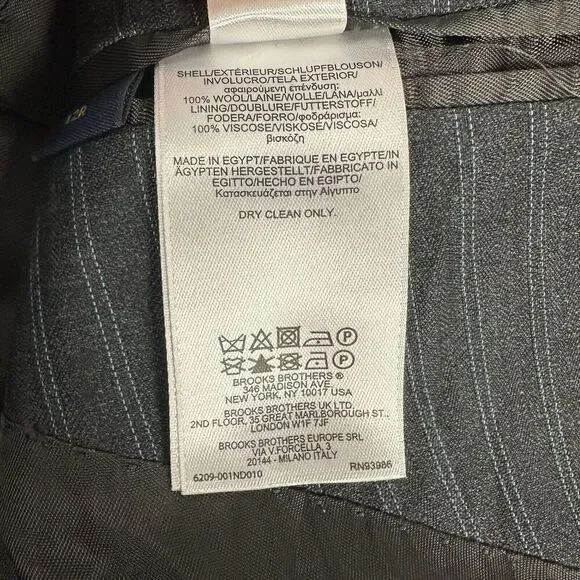 42R
SHELL/EXTÉRIEUR/SCHLUPFBLOUSON/
INVOLUCRO/TELA EXTERIOR/
αφαιρούμενη επένδυση:
100% WOOL/LAINE/WOLLE/LANA/μαλλί
LINING/DOUBLURE/FUTTERSTOFF/
FODERA/FORRO/φοδράρισμα:
100% VISCOSE/VISKOSE/VISCOSA/
βισκόζη
MADE IN EGYPT/FABRIQUE EN EGYPTE/IN
ÄGYPTEN HERGESTELLT/FABBRICATO IN
EGITTO/HECHO EN EGIPTO/
Κατασκευάζεται στην Αίγυπτο
DRY CLEAN ONLY.
P
P
BROOKS BROTHERS ®
346 MADISON AVE.
NEW YORK, NY, 10017 USA
BROOKS BROTHERS UK LTD.
2ND FLOOR, 35 GREAT MARLBOROUGH ST.,
LONDON W1F 7JF
BROOKS BROTHERS EUROPE SRL
VIA V.FORCELLA, 3
20144 - MILANO ITALY
6209-001ND010 RN93986